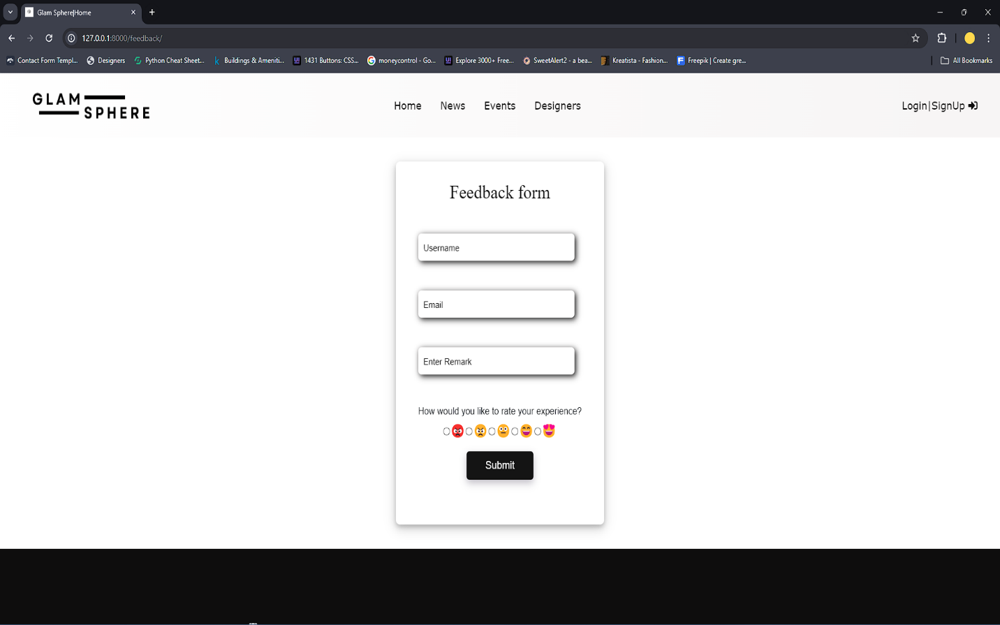 Glam Sphere|Home
127.0.0.1:8000/feedback/
Contact Form Templ... Designers Python Cheat Sheet... Buildings & Ameniti... 1431 Buttons: CSS... moneycontrol - Go... Explore 3000+ Free... SweetAlert2 - a bea... Kreatista - Fashion... Freepik | Create gre... All Bookmarks
GLAM
SPHERE
Home News Events Designers Login|SignUp
Feedback form
Username
Email
Enter Remark
How would you like to rate your experience?
Submit